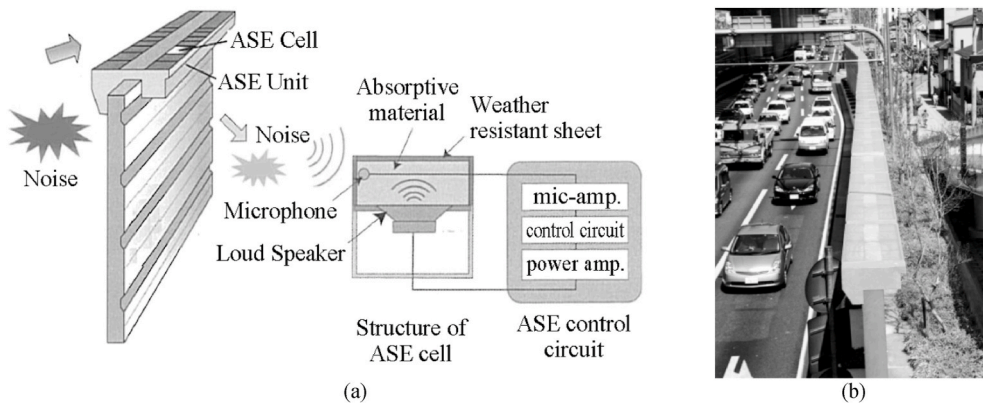 ASE Cell
ASE Unit
Noise
Noise
Absorptive
material
Weather
resistant sheet
Microphone
Loud Speaker
mic-amp.
control circuit
power amp.
Structure of
ASE cell
ASE control
circuit
(a)
(b)